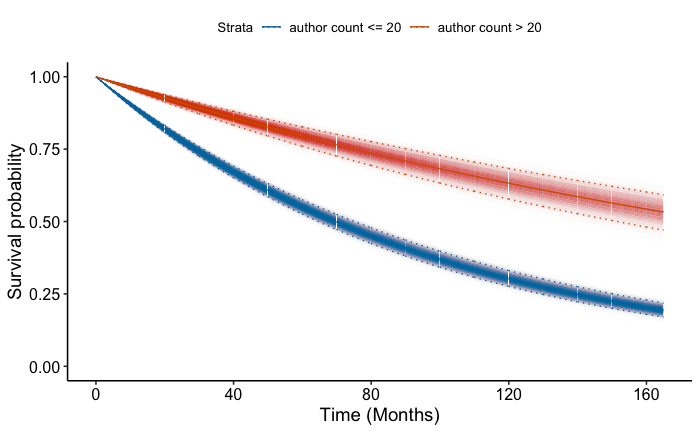 Strata author count <= 20 author count > 20
Survival probability
1.00
0.75
0.50
0.25
0.00
0 40 80 120 160
Time (Months)